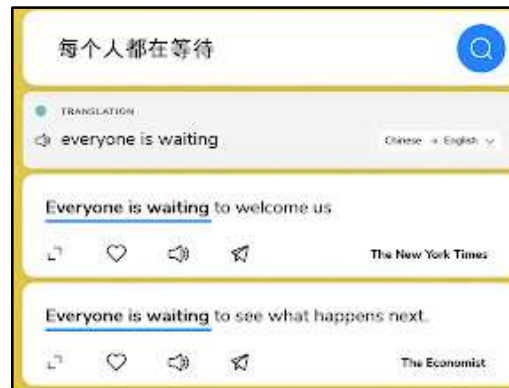 每个人都在等待
TRANSLATION
everyone is waiting
Chinese → English
Everyone is waiting to welcome us
The New York Times
Everyone is waiting to see what happens next.
The Economist